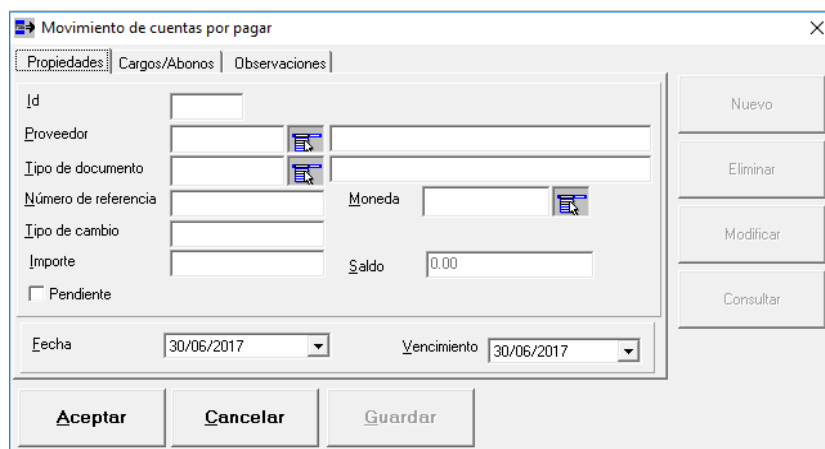 Movimiento de cuentas por pagar
Propiedades Cargos/Abonos Observaciones
Id
Proveedor
Tipo de documento
Número de referencia Moneda
Tipo de cambio
Importe Saldo 0.00
Pendiente
Fecha 30/06/2017 Vencimiento 30/06/2017
Nuevo
Eliminar
Modificar
Consultar
Aceptar Cancelar Guardar